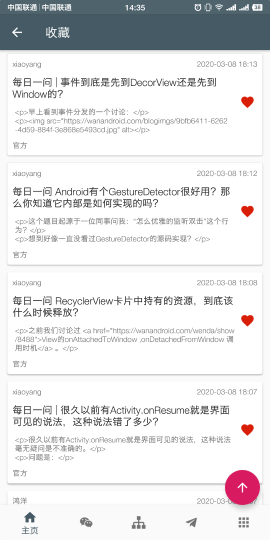 中国联通 | 中国联通 14:35 38
收藏
xiaoyang 2020-03-08 18:13
每日一问 | 事件到底是先到DecorView还是先到
Window的？
<p>早上看到事件分发的一个讨论：</p>
<p><img src="https://wanandroid.com/blogimgs/9bfb6411-6262
-4d59-884f-3e868e5493cd.jpg" alt></p>
官方
xiaoyang 2020-03-08 18:12
每日一问 Android有个GestureDetector很好用？那
么你知道它内部是如何实现的吗？
<p>这个题目起源于一位同事问我：“怎么优雅的监听双击”这个行
为？</p>
<p>想到好像一直没看过GestureDetector的源码实现？</p>
官方
xiaoyang 2020-03-08 18:08
每日一问 RecyclerView卡片中持有的资源，到底该
什么时候释放？
<p>之前我们讨论过 <a href="https://wanandroid.com/wenda/show
/8488">View的onAttachedToWindow ,onDetachedFromWindow 调
用时机</a> 。</p>
官方
xiaoyang 2020-03-08 18:07
每日一问 | 很久以前有Activity.onResume就是界面
可见的说法，这种说法错了多少？
<p>很久以前有Activity.onResume就是界面可见的说法，这种说法
毫无疑问是不准确的。</p>
<p>问题是：</p>
官方
鸿洋 2020-03-0
主页